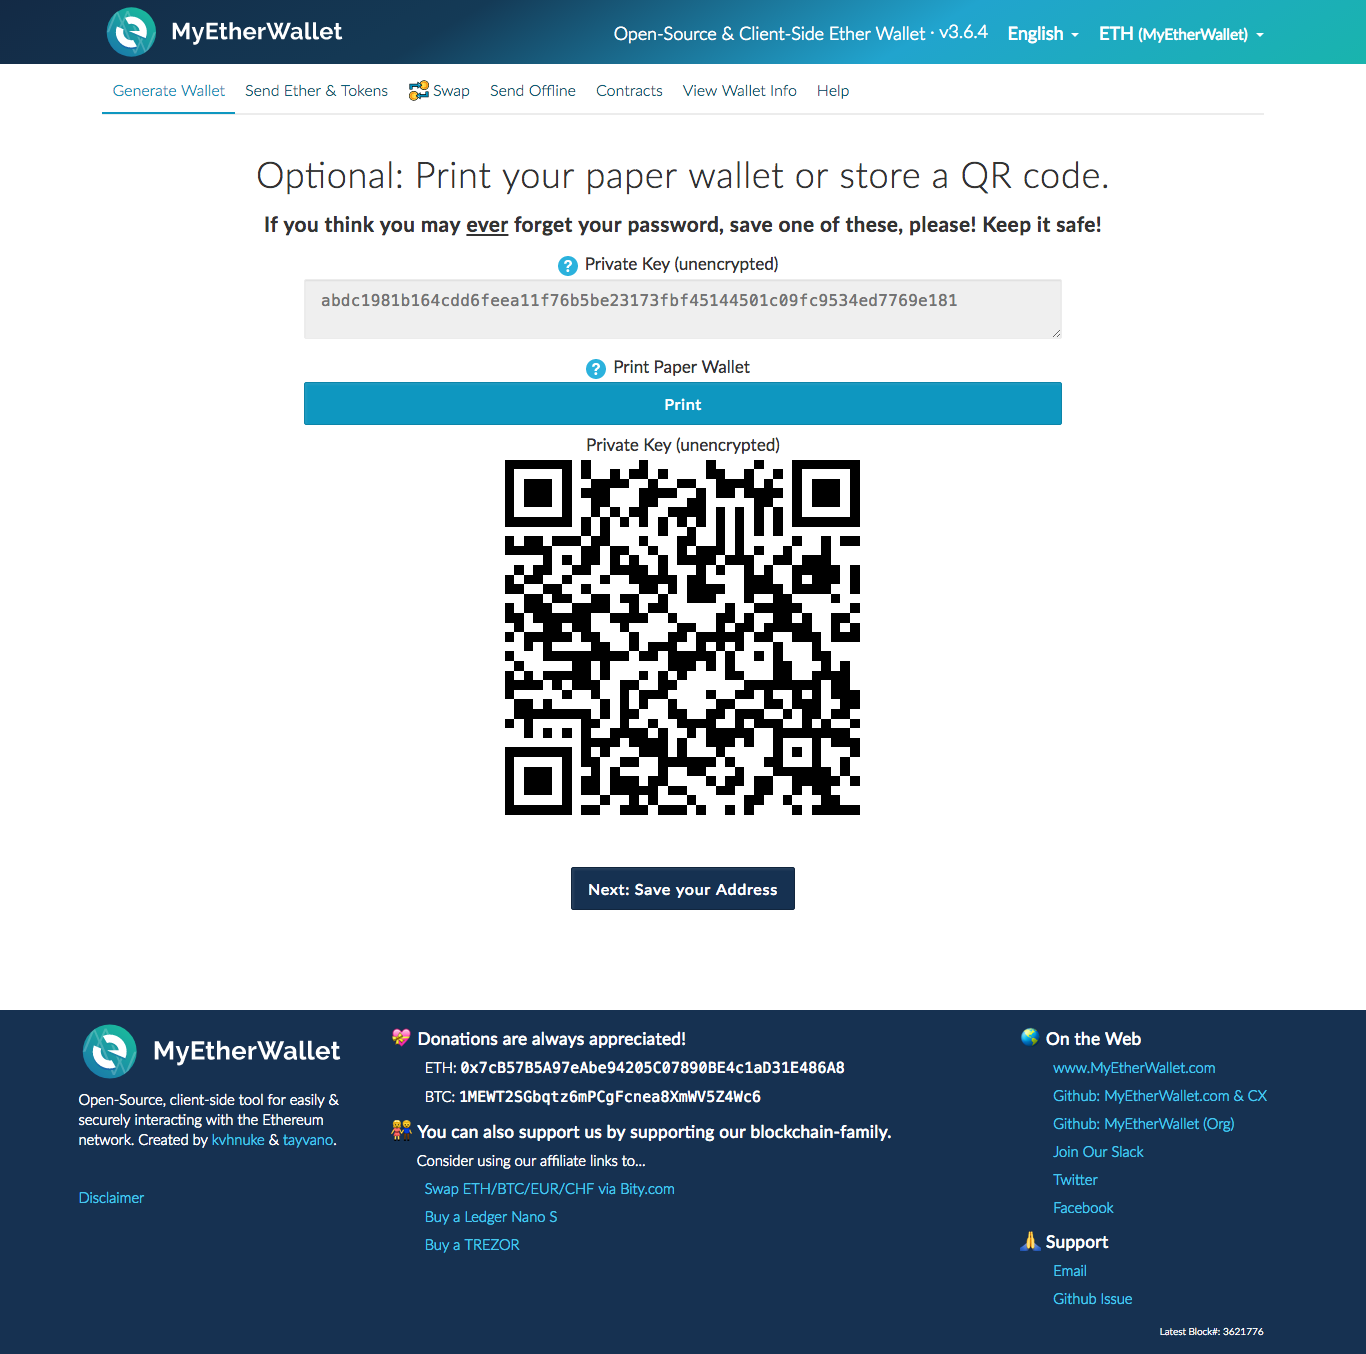 MyEtherWallet
Open-Source & Client-Side Ether Wallet · v3.6.4 English ETH (MyEtherWallet)
Generate Wallet Send Ether & Tokens Swap Send Offline Contracts View Wallet Info Help
Optional: Print your paper wallet or store a QR code.
If you think you may ever forget your password, save one of these, please! Keep it safe!
? Private Key (unencrypted)
abdc1981b164cdd6feea11f76b5be23173fbf45144501c09fc9534ed7769e181
? Print Paper Wallet
Print
Private Key (unencrypted)
Next: Save your Address
MyEtherWallet
Open-Source, client-side tool for easily &
securely interacting with the Ethereum
network. Created by kvhnuke & tayvano.
Disclaimer
Donations are always appreciated!
ETH: 0x7cB57B5A97eAbe94205C07890BE4c1aD31E486A8
BTC: 1MEWT2SGbqtz6mPCgFcnea8XmWV5Z4Wc6
You can also support us by supporting our blockchain-family.
Consider using our affiliate links to...
Swap ETH/BTC/EUR/CHF via Bity.com
Buy a Ledger Nano S
Buy a TREZOR
On the Web
www.MyEtherWallet.com
Github: MyEtherWallet.com & CX
Github: MyEtherWallet (Org)
Join Our Slack
Twitter
Facebook
Support
Email
Github Issue
Latest Block#: 3621776